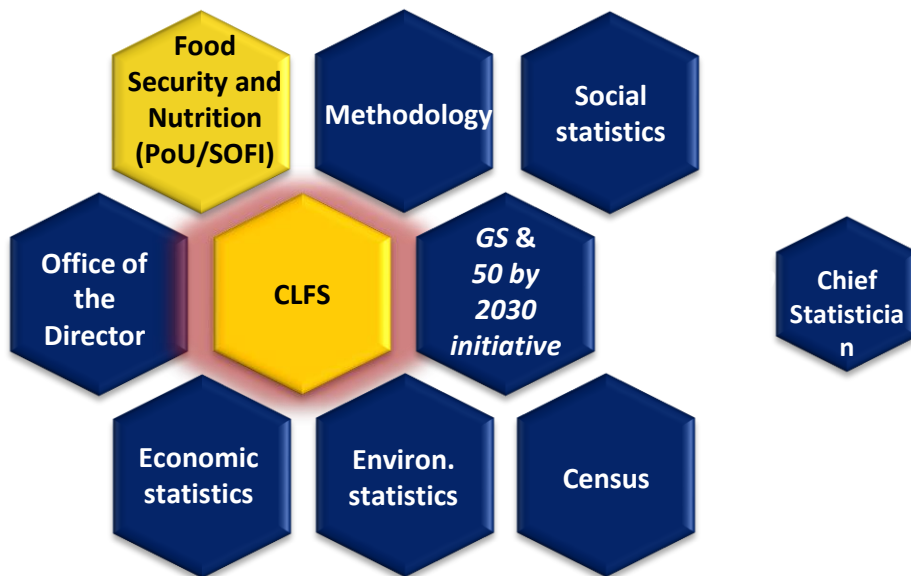 Food
Security and
Nutrition
(PoU/SOFI)
Methodology
Social
statistics
Office of
the
Director
CLFS
GS &
50 by
2030
initiative
Chief
Statisticia
n
Economic
statistics
Environ.
statistics
Census